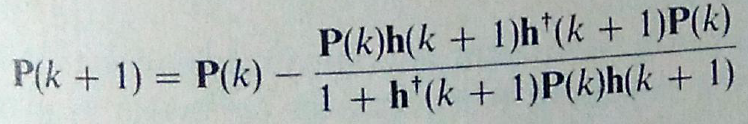 P(k + 1) = P(k) − P(k)h(k + 1)h†(k + 1)P(k) / 1 + h†(k + 1)P(k)h(k + 1)